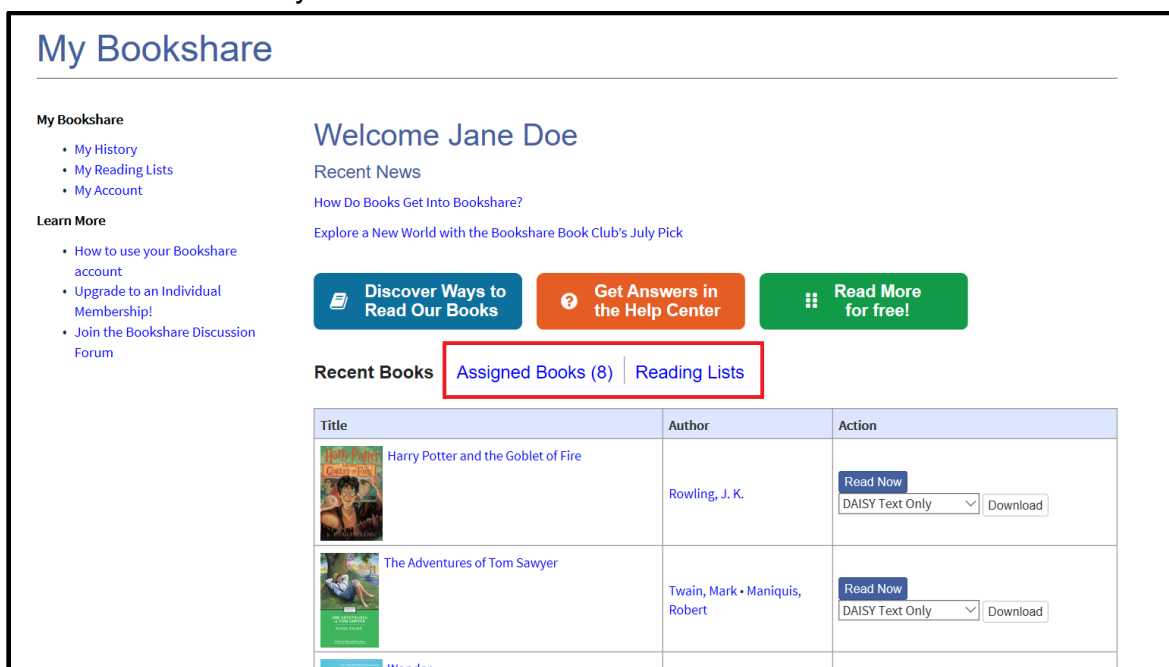 My Bookshare
My Bookshare
• My History
• My Reading Lists
• My Account
Learn More
• How to use your Bookshare
account
• Upgrade to an Individual
Membership!
• Join the Bookshare Discussion
Forum
Welcome Jane Doe
Recent News
How Do Books Get Into Bookshare?
Explore a New World with the Bookshare Book Club's July Pick
Discover Ways to
Read Our Books
Get Answers in
the Help Center
Read More
for free!
Recent Books Assigned Books (8) Reading Lists
Title Author Action
Harry Potter
Goblet of Fire
Harry Potter and the Goblet of Fire
Rowling, J. K.
Read Now
DAISY Text Only Download
The Adventures of Tom Sawyer
Twain, Mark • Maniquis,
Robert
Read Now
DAISY Text Only Download